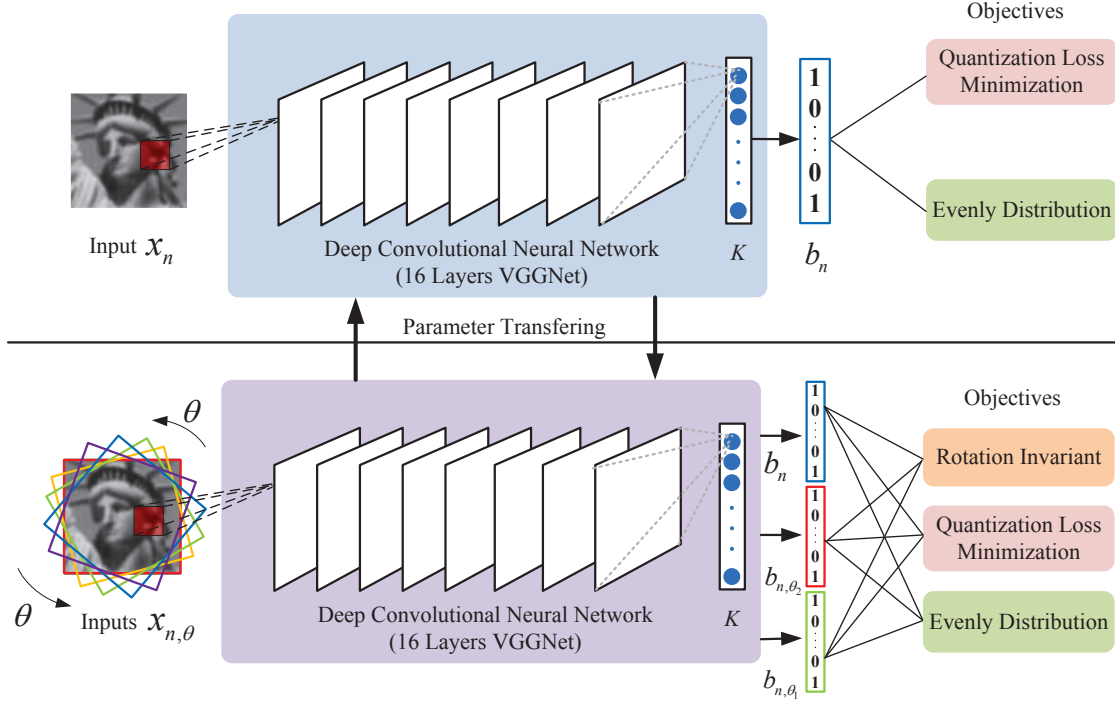 Objectives
Quantization Loss
Minimization
1
0
0
1
Evenly Distribution
Input x_n
Deep Convolutional Neural Network
(16 Layers VGGNet)
K
b_n
Parameter Transfering
θ
θ
Inputs x_{n,θ}
Deep Convolutional Neural Network
(16 Layers VGGNet)
K
b_n
1
0
0
1
b_{n,θ_2}
1
0
0
1
b_{n,θ_1}
1
0
0
1
Objectives
Rotation Invariant
Quantization Loss
Minimization
Evenly Distribution